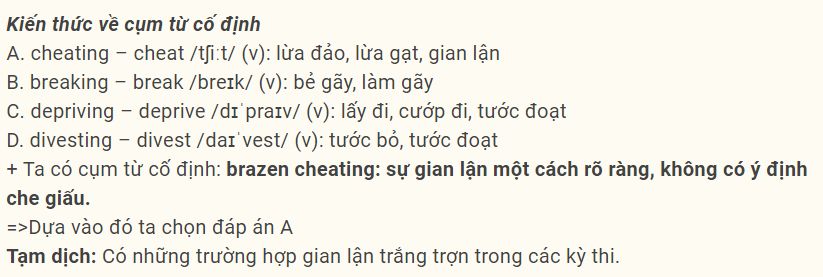 Kiến thức về cụm từ cố định
A. cheating – cheat /tʃiːt/ (v): lừa đảo, lừa gạt, gian lận
B. breaking – break /breɪk/ (v): bẻ gãy, làm gãy
C. depriving – deprive /dɪˈpraɪv/ (v): lấy đi, cướp đi, tước đoạt
D. divesting – divest /daɪˈvest/ (v): tước bỏ, tước đoạt
+ Ta có cụm từ cố định: brazen cheating: sự gian lận một cách rõ ràng, không có ý định
che giấu.
=>Dựa vào đó ta chọn đáp án A
Tạm dịch: Có những trường hợp gian lận trắng trợn trong các kỳ thi.